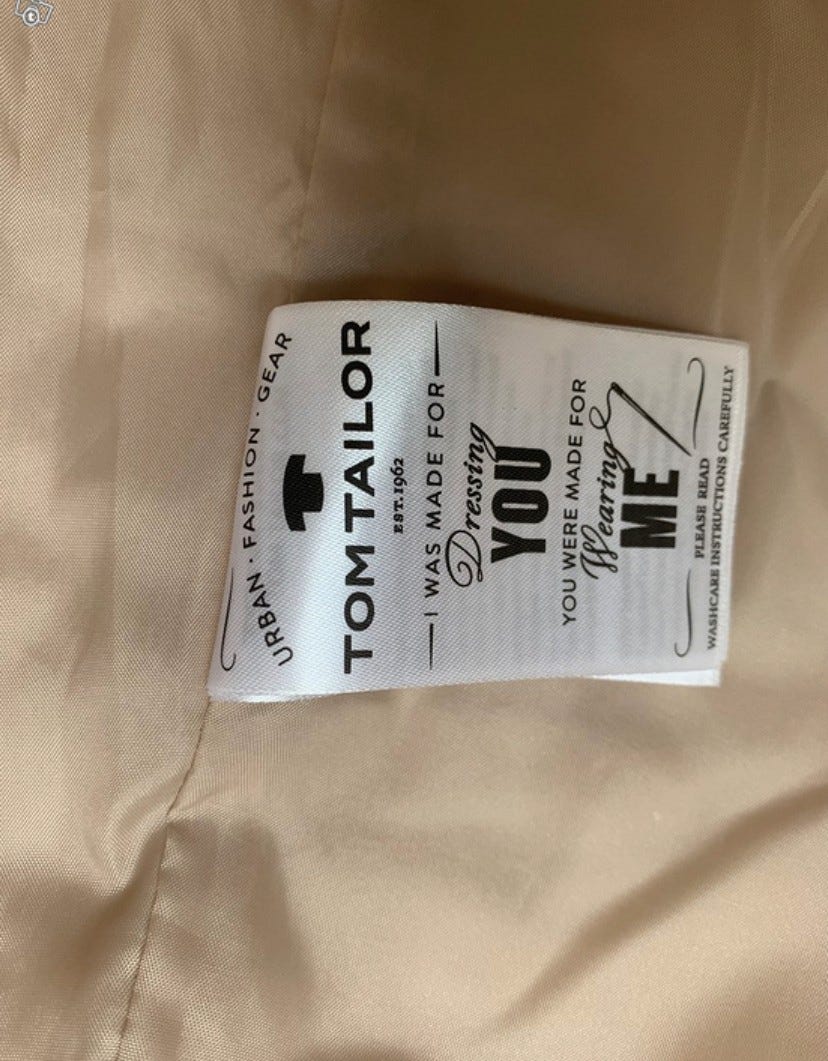 URBAN · FASHION · GEAR
TOM TAILOR
EST. 1962
I WAS MADE FOR
Dressing
YOU
YOU WERE MADE FOR
Wearing
ME
PLEASE READ
WASHCARE INSTRUCTIONS CAREFULLY